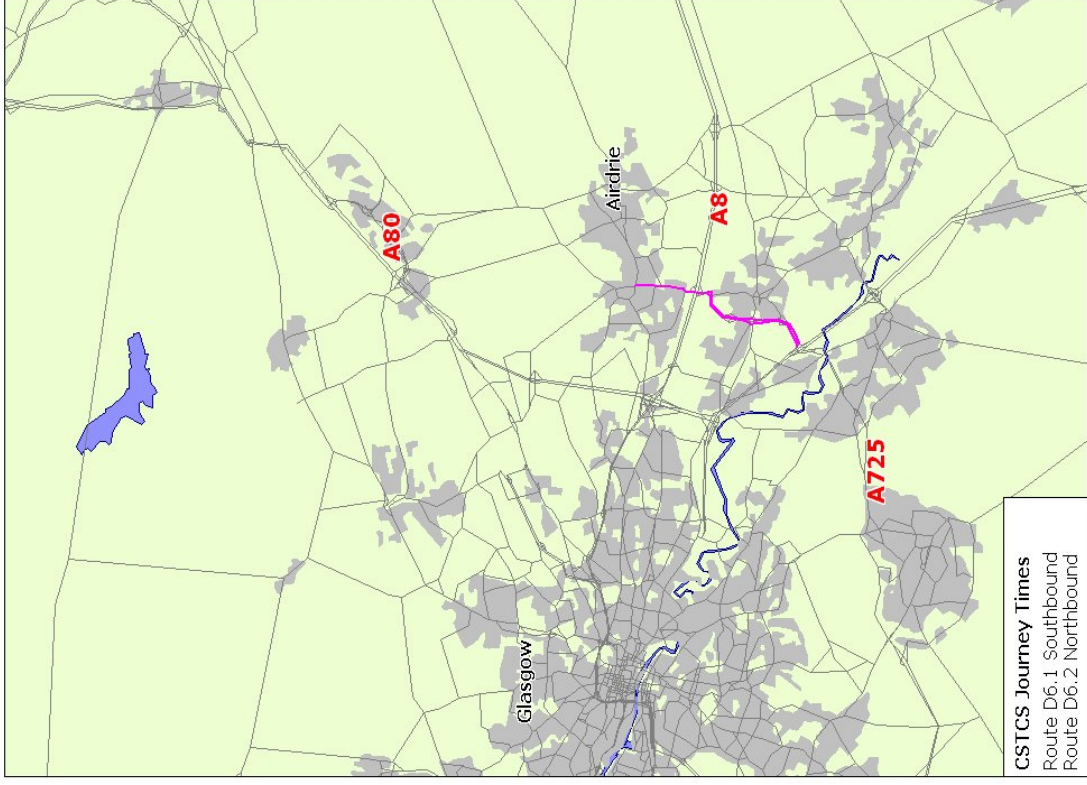 A80
Airdrie
A8
Glasgow
A725
CSTCS Journey Times
Route D6.1 Southbound
Route D6.2 Northbound